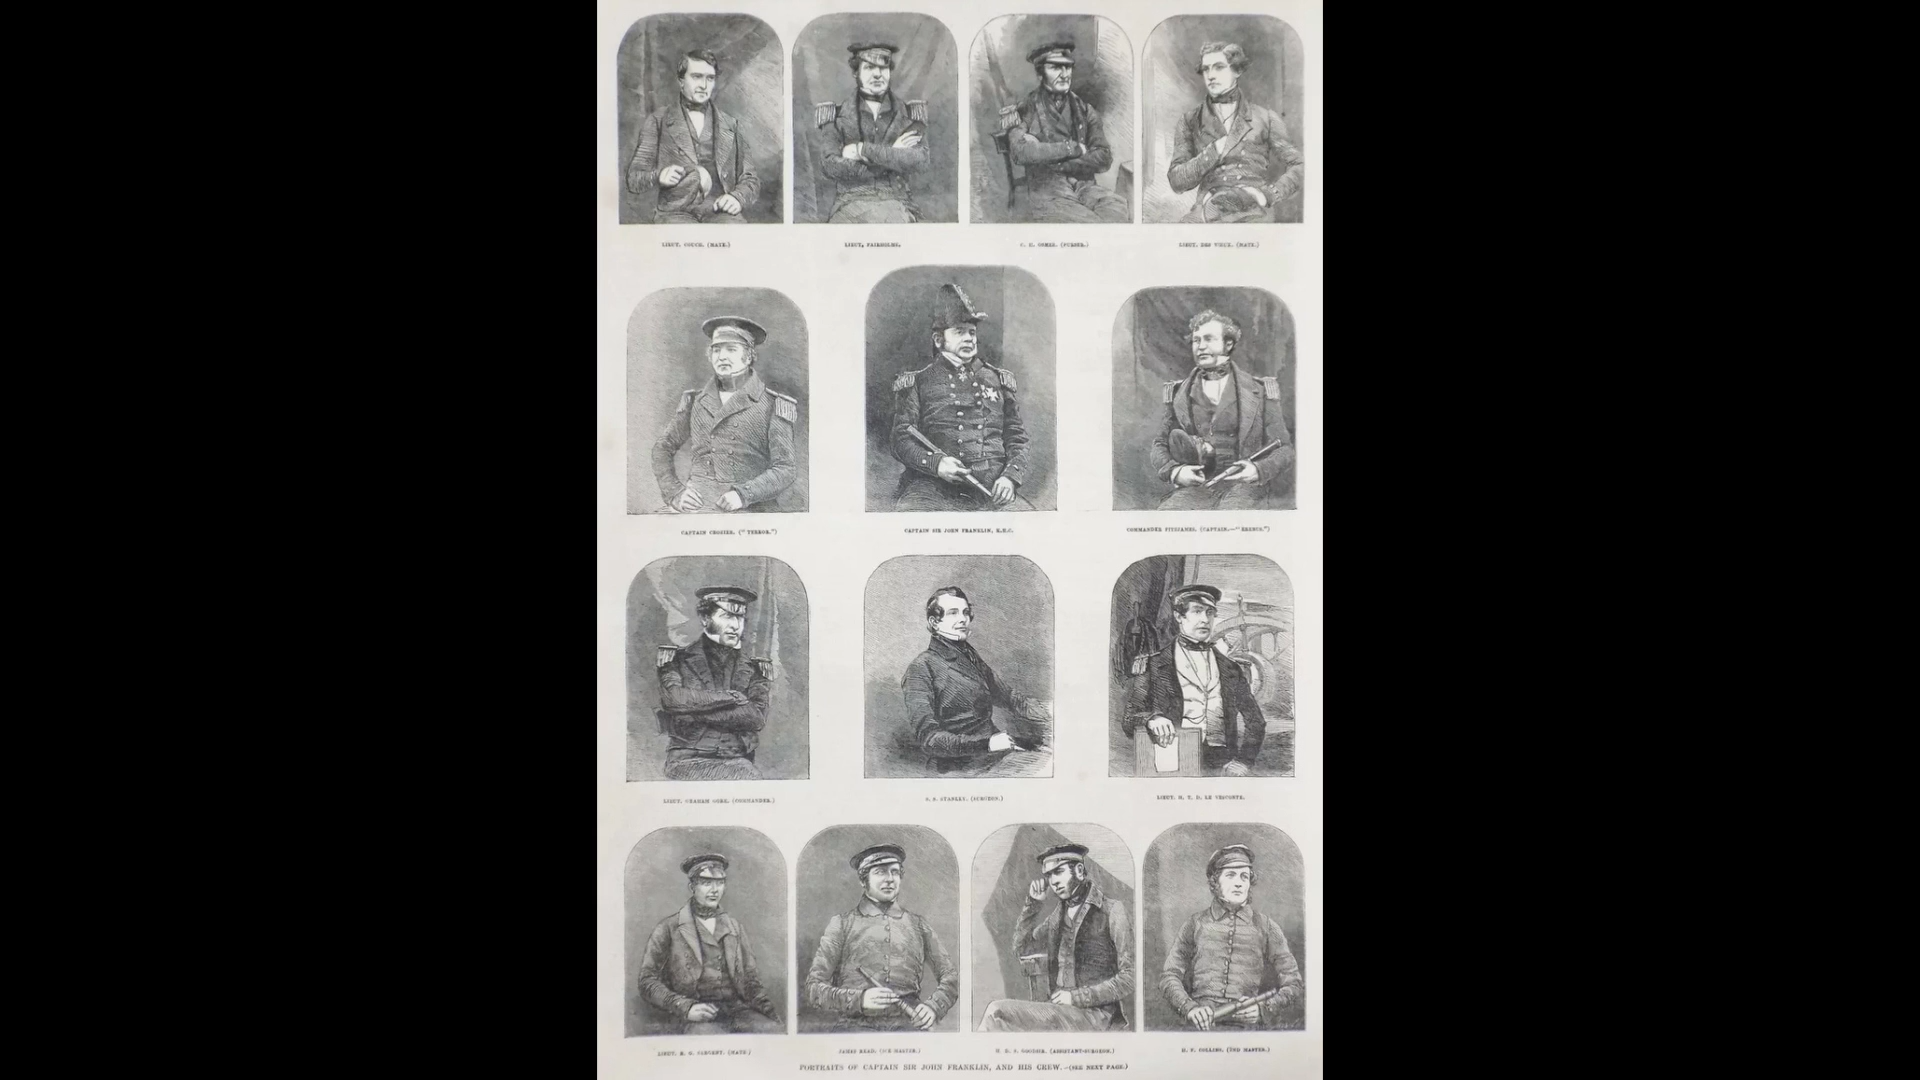 LIEUT. COUCH. (MATE.)
LIEUT. FAIRHOLME.
C. H. OSMER. (PURSER.)
LIEUT. DES VŒUX. (MATE.)
CAPTAIN CROZIER. ("TERROR.")
CAPTAIN SIR JOHN FRANKLIN, K.H.C.
COMMANDER FITZJAMES. (CAPTAIN.—"EREBUS.")
LIEUT. GRAHAM GORE. (COMMANDER.)
S. S. STANLEY. (SURGEON.)
LIEUT. H. T. D. LE VESCONTE.
LIEUT. R. O. SARGENT. (MATE.)
JAMES READ. (ICE-MASTER.)
H. D. S. GOODSIR. (ASSISTANT-SURGEON.)
H. F. COLLINS. (2ND MASTER.)
PORTRAITS OF CAPTAIN SIR JOHN FRANKLIN, AND HIS CREW.—(SEE NEXT PAGE.)